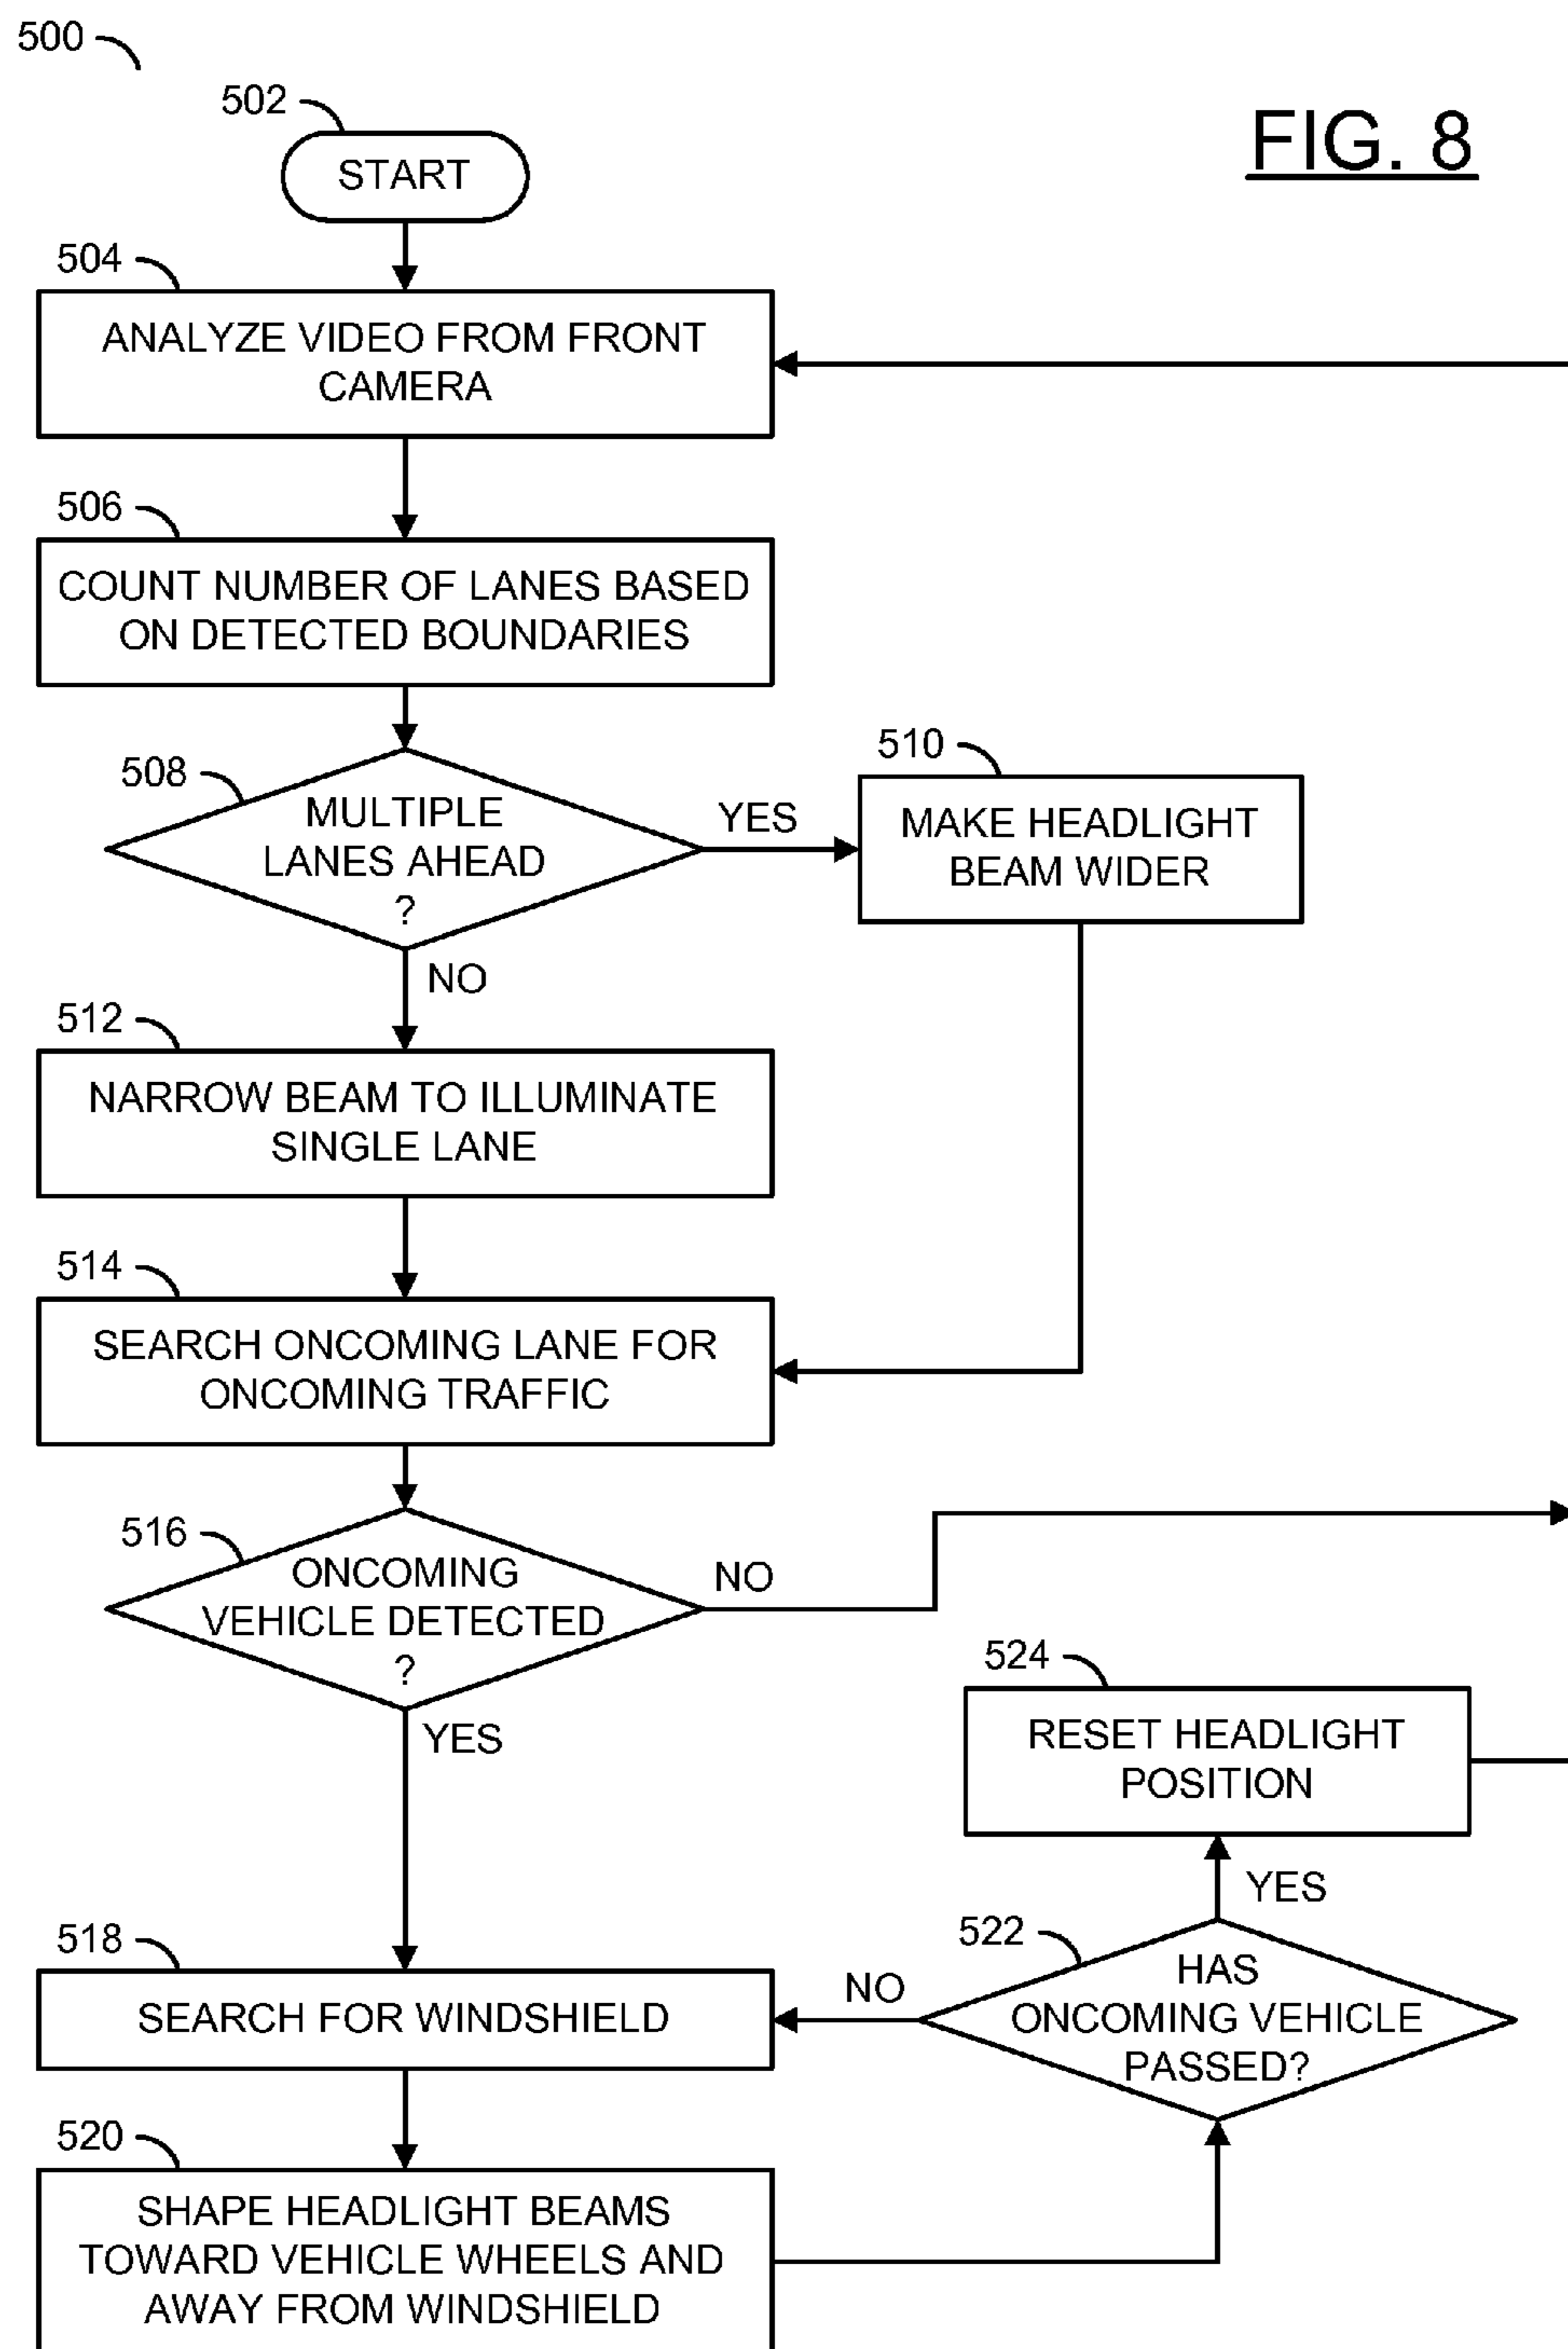 500
502
FIG. 8
START
504
ANALYZE VIDEO FROM FRONT
CAMERA
506
COUNT NUMBER OF LANES BASED
ON DETECTED BOUNDARIES
508
MULTIPLE
LANES AHEAD
?
YES
510
MAKE HEADLIGHT
BEAM WIDER
NO
512
NARROW BEAM TO ILLUMINATE
SINGLE LANE
514
SEARCH ONCOMING LANE FOR
ONCOMING TRAFFIC
516
ONCOMING
VEHICLE DETECTED
?
NO
YES
524
RESET HEADLIGHT
POSITION
YES
518
SEARCH FOR WINDSHIELD
NO
522
HAS
ONCOMING VEHICLE
PASSED?
520
SHAPE HEADLIGHT BEAMS
TOWARD VEHICLE WHEELS AND
AWAY FROM WINDSHIELD